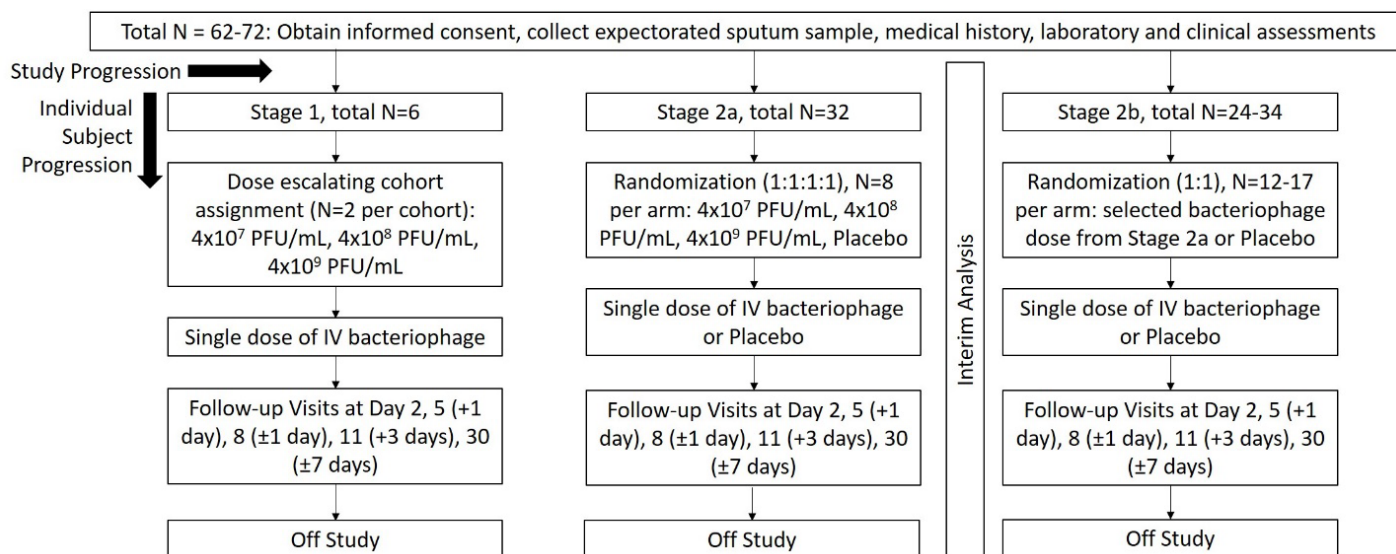 Total N = 62-72: Obtain informed consent, collect expectorated sputum sample, medical history, laboratory and clinical assessments
Study Progression
Individual
Subject
Progression
Stage 1, total N=6
Dose escalating cohort
assignment (N=2 per cohort):
4x10⁷ PFU/mL, 4x10⁸ PFU/mL,
4x10⁹ PFU/mL
Single dose of IV bacteriophage
Follow-up Visits at Day 2, 5 (+1
day), 8 (±1 day), 11 (+3 days), 30
(±7 days)
Off Study
Stage 2a, total N=32
Randomization (1:1:1:1), N=8
per arm: 4x10⁷ PFU/mL, 4x10⁸
PFU/mL, 4x10⁹ PFU/mL, Placebo
Single dose of IV bacteriophage
or Placebo
Follow-up Visits at Day 2, 5 (+1
day), 8 (±1 day), 11 (+3 days), 30
(±7 days)
Off Study
Interim Analysis
Stage 2b, total N=24-34
Randomization (1:1), N=12-17
per arm: selected bacteriophage
dose from Stage 2a or Placebo
Single dose of IV bacteriophage
or Placebo
Follow-up Visits at Day 2, 5 (+1
day), 8 (±1 day), 11 (+3 days), 30
(±7 days)
Off Study